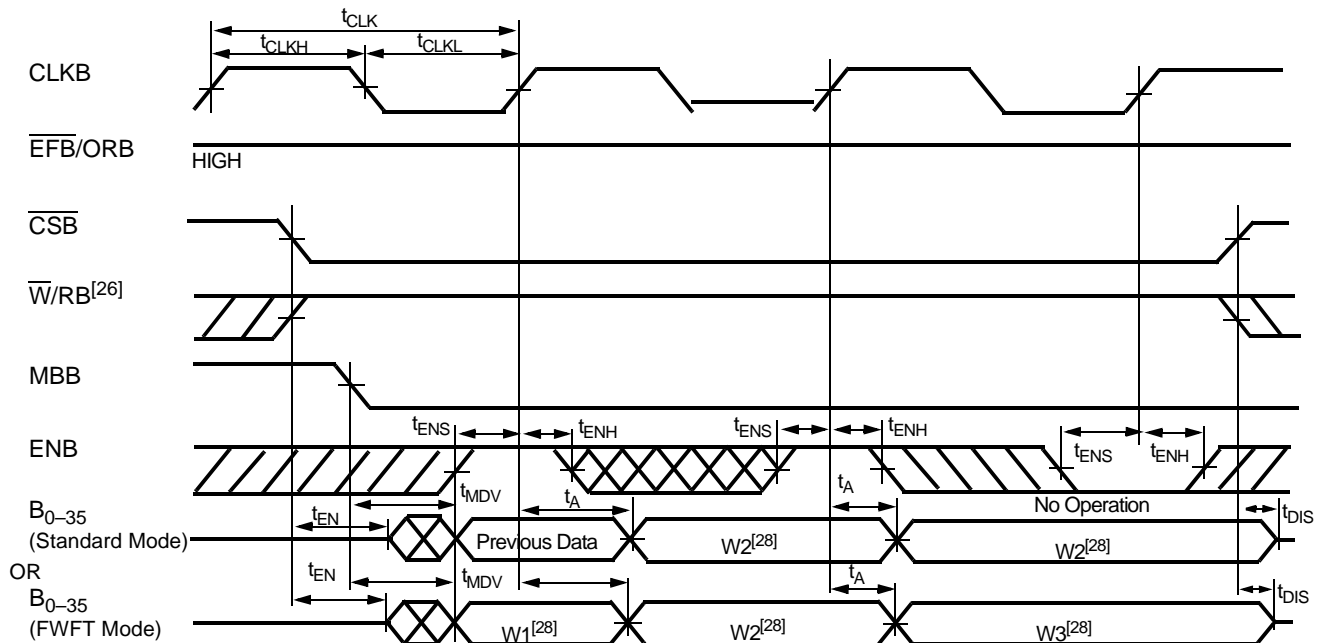 tCLK
tCLKH tCLKL
CLKB
EFB/ORB
HIGH
CSB
W/RB[26]
MBB
tENS tENH tENS tENH
ENB
tENS tENH
tMDV tA tA No Operation
B0–35
(Standard Mode)
tEN Previous Data W2[28] W2[28] tDIS
OR
tEN tMDV tA tDIS
B0–35
(FWFT Mode)
W1[28] W2[28] W3[28]